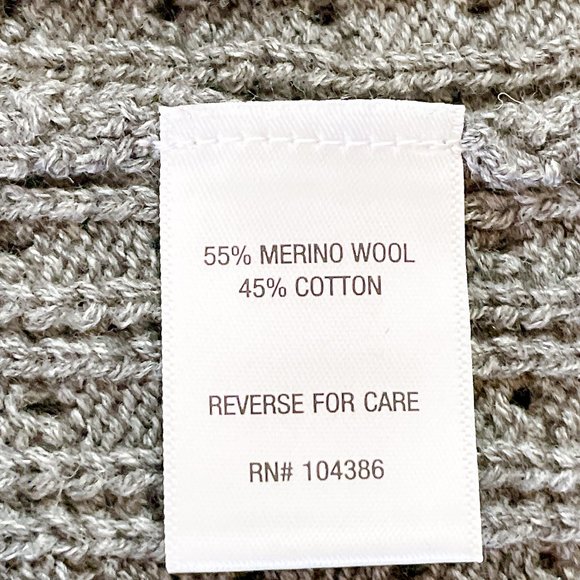 55% MERINO WOOL
45% COTTON
REVERSE FOR CARE
RN# 104386